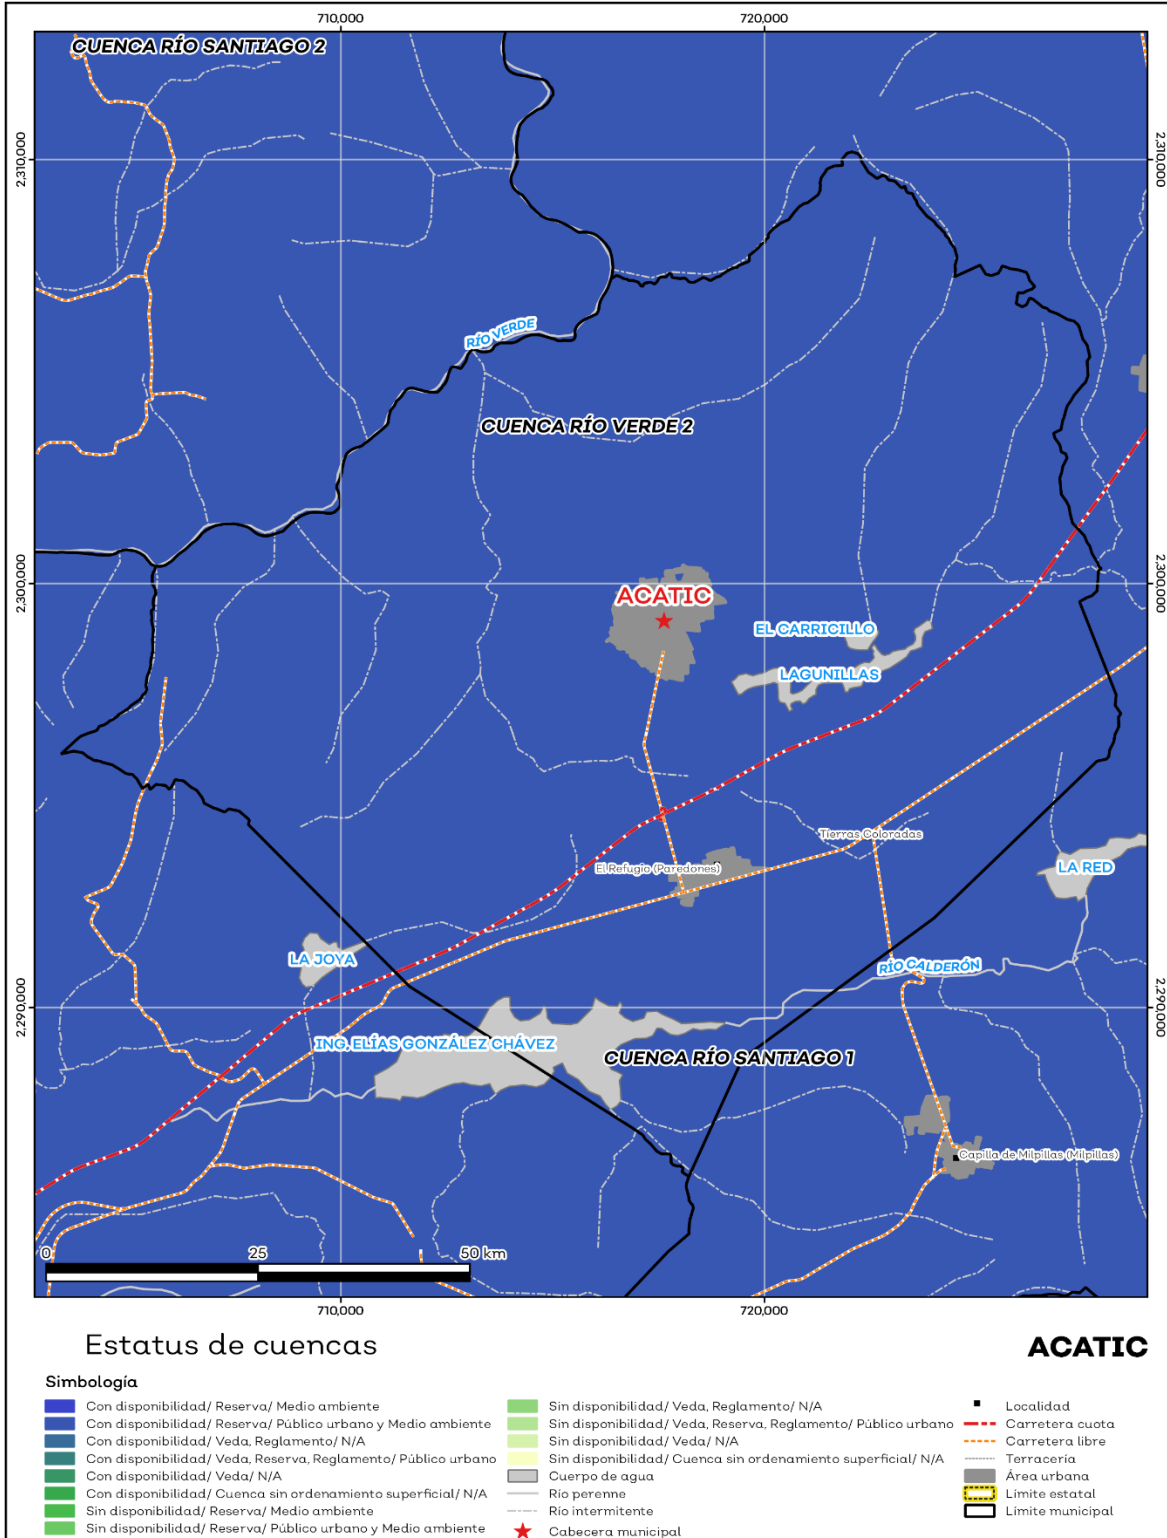 710,000
720,000
CUENCA RÍO SANTIAGO 2
2,310,000
2,310,000
RÍO VERDE
CUENCA RÍO VERDE 2
2,300,000
2,300,000
ACATIC
EL CARRICILLO
LAGUNILLAS
Tierras Coloradas
El Refugio (Paredones)
LA RED
LA JOYA
RÍO CALDERÓN
2,290,000
2,290,000
ING. ELÍAS GONZÁLEZ CHÁVEZ
CUENCA RÍO SANTIAGO 1
Capilla de Milpillas (Milpillas)
0 25 50 km
710,000
720,000
Estatus de cuencas
ACATIC
Simbología
Con disponibilidad/ Reserva/ Medio ambiente
Con disponibilidad/ Reserva/ Público urbano y Medio ambiente
Con disponibilidad/ Veda, Reglamento/ N/A
Con disponibilidad/ Veda, Reserva, Reglamento/ Público urbano
Con disponibilidad/ Veda/ N/A
Con disponibilidad/ Cuenca sin ordenamiento superficial/ N/A
Sin disponibilidad/ Reserva/ Medio ambiente
Sin disponibilidad/ Reserva/ Público urbano y Medio ambiente
Sin disponibilidad/ Veda, Reglamento/ N/A
Sin disponibilidad/ Veda, Reserva, Reglamento/ Público urbano
Sin disponibilidad/ Veda/ N/A
Sin disponibilidad/ Cuenca sin ordenamiento superficial/ N/A
Cuerpo de agua
Río perenne
Río intermitente
Cabecera municipal
Localidad
Carretera cuota
Carretera libre
Terracería
Área urbana
Límite estatal
Límite municipal